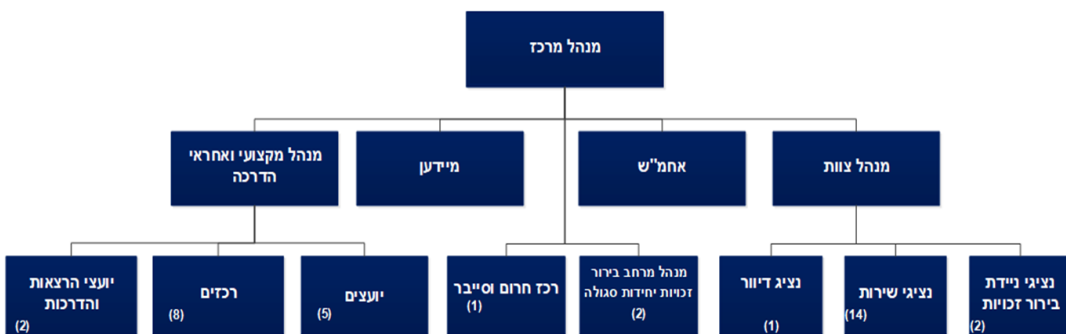 מנהל מרכז
מנהל צוות
אחמ"ש
מיידען
מנהל מקצועי ואחראי
הדרכה
נציגי ניידת
בירור זכויות
(2)
נציגי שירות
(14)
נציג דיוור
(1)
מנהל מרחב בירור
זכויות יחידות סגולה
(2)
רכז חרום וסייבר
(1)
יועצים
(5)
רכזים
(8)
יועצי הרצאות
והדרכות
(2)